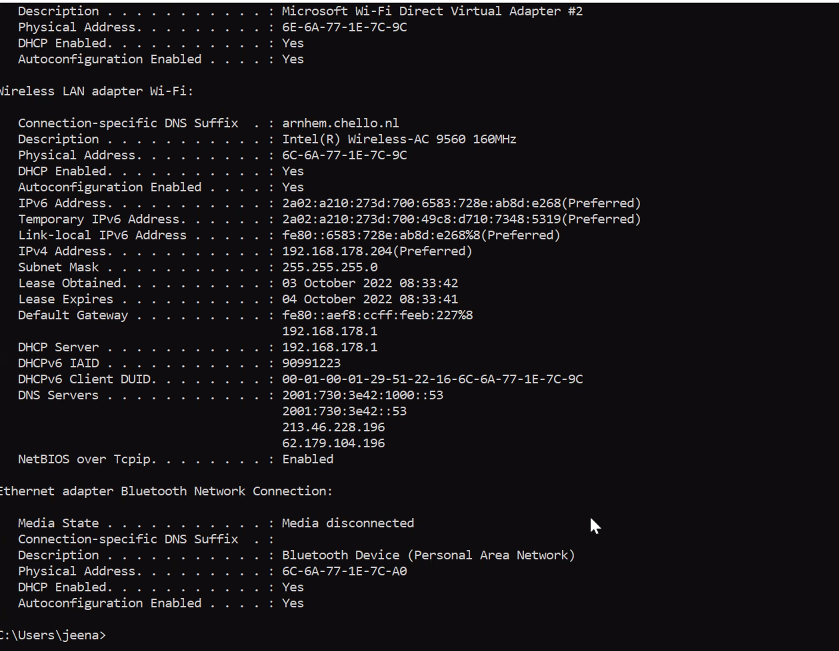 Description . . . . . . . . . . . : Microsoft Wi-Fi Direct Virtual Adapter #2
Physical Address. . . . . . . . . : 6E-6A-77-1E-7C-9C
DHCP Enabled. . . . . . . . . . . : Yes
Autoconfiguration Enabled . . . . : Yes
Wireless LAN adapter Wi-Fi:
Connection-specific DNS Suffix  . : arnhem.chello.nl
Description . . . . . . . . . . . : Intel(R) Wireless-AC 9560 160MHz
Physical Address. . . . . . . . . : 6C-6A-77-1E-7C-9C
DHCP Enabled. . . . . . . . . . . : Yes
Autoconfiguration Enabled . . . . : Yes
IPv6 Address. . . . . . . . . . . : 2a02:a210:273d:700:6583:728e:ab8d:e268(Preferred)
Temporary IPv6 Address. . . . . . : 2a02:a210:273d:700:49c8:d710:7348:5319(Preferred)
Link-local IPv6 Address . . . . . : fe80::6583:728e:ab8d:e268%8(Preferred)
IPv4 Address. . . . . . . . . . . : 192.168.178.204(Preferred)
Subnet Mask . . . . . . . . . . . : 255.255.255.0
Lease Obtained. . . . . . . . . . : 03 October 2022 08:33:42
Lease Expires . . . . . . . . . . : 04 October 2022 08:33:41
Default Gateway . . . . . . . . . : fe80::aef8:ccff:feeb:227%8
192.168.178.1
DHCP Server . . . . . . . . . . . : 192.168.178.1
DHCPv6 IAID . . . . . . . . . . . : 90991223
DHCPv6 Client DUID. . . . . . . . : 00-01-00-01-29-51-22-16-6C-6A-77-1E-7C-9C
DNS Servers . . . . . . . . . . . : 2001:730:3e42:1000::53
2001:730:3e42::53
213.46.228.196
62.179.104.196
NetBIOS over Tcpip. . . . . . . . : Enabled
Ethernet adapter Bluetooth Network Connection:
Media State . . . . . . . . . . . : Media disconnected
Connection-specific DNS Suffix  . :
Description . . . . . . . . . . . : Bluetooth Device (Personal Area Network)
Physical Address. . . . . . . . . : 6C-6A-77-1E-7C-A0
DHCP Enabled. . . . . . . . . . . : Yes
Autoconfiguration Enabled . . . . : Yes
C:\Users\jeena>